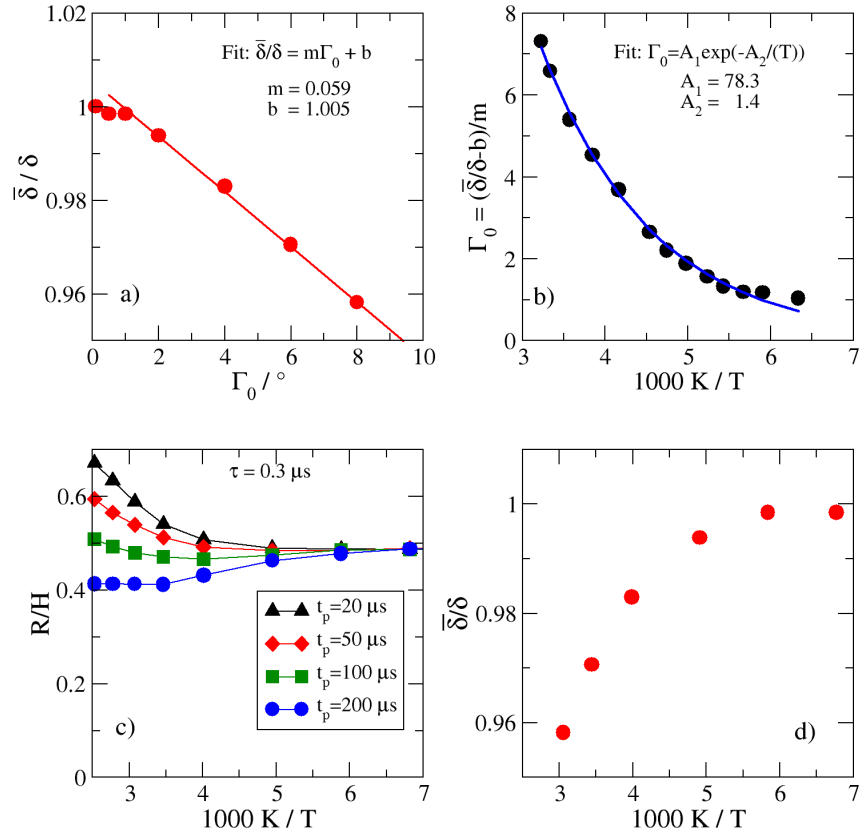 1.02
1
0.98
0.96
δ̅ / δ
Fit: δ̅/δ = mΓ₀ + b
m = 0.059
b = 1.005
a)
0 2 4 6 8 10
Γ₀ / °
8
7
6
5
4
3
2
1
0
Γ₀ = (δ̅/δ-b)/m
Fit: Γ₀=A₁exp(-A₂/(T))
A₁ = 78.3
A₂ = 1.4
b)
3 4 5 6 7
1000 K / T
0.6
0.4
0.2
0
R/H
τ = 0.3 μs
tₚ=20 μs
tₚ=50 μs
tₚ=100 μs
tₚ=200 μs
c)
3 4 5 6 7
1000 K / T
1
0.98
0.96
δ̅/δ
d)
3 4 5 6 7
1000 K / T